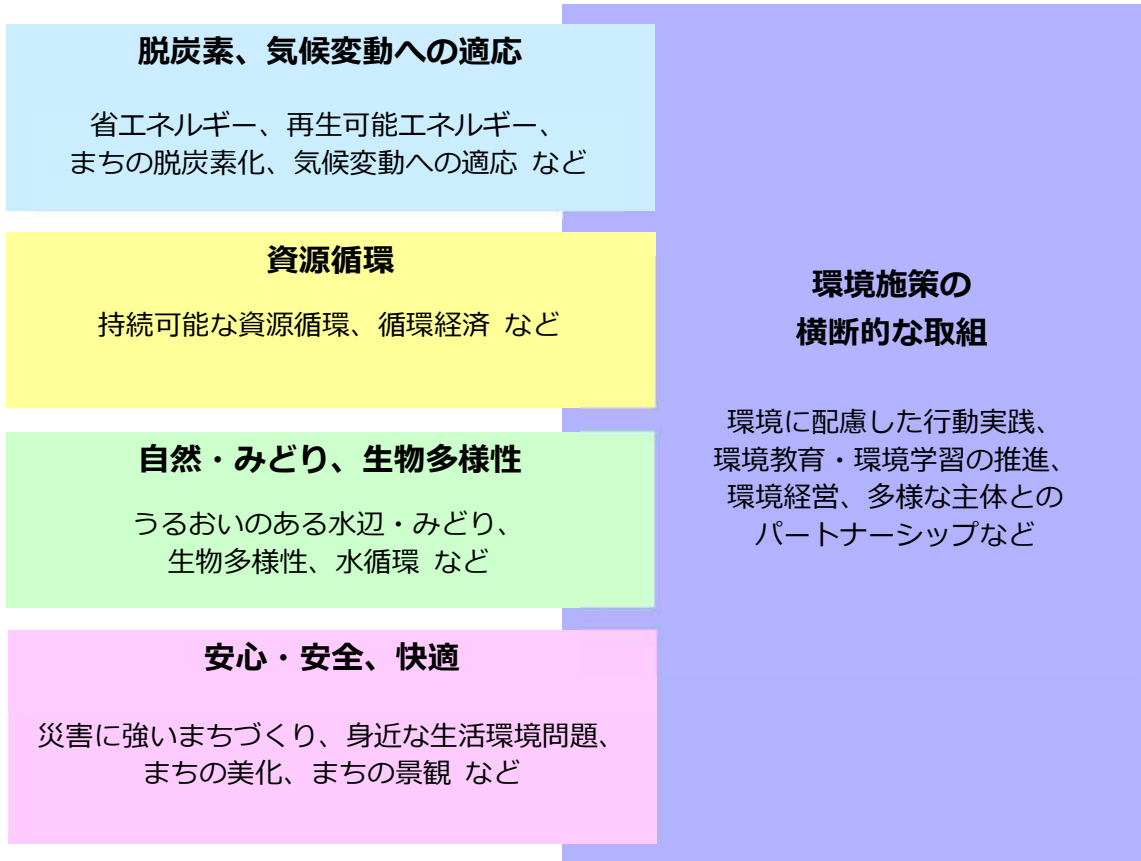 脱炭素、気候変動への適応
省エネルギー、再生可能エネルギー、
まちの脱炭素化、気候変動への適応 など
資源循環
持続可能な資源循環、循環経済 など
自然・みどり、生物多様性
うるおいのある水辺・みどり、
生物多様性、水循環 など
安心・安全、快適
災害に強いまちづくり、身近な生活環境問題、
まちの美化、まちの景観 など
環境施策の
横断的な取組
環境に配慮した行動実践、
環境教育・環境学習の推進、
環境経営、多様な主体との
パートナーシップなど